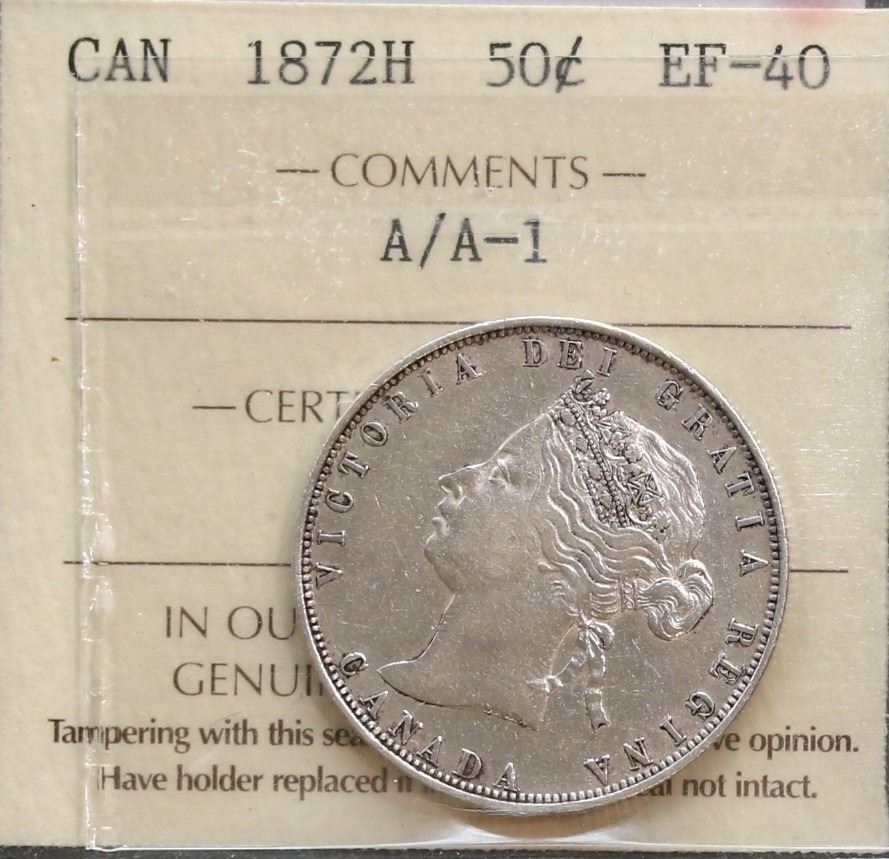 CAN 1872H 50¢ EF-40
— COMMENTS —
A/A-1
— CERT
IN OU
GENUI
Tampering with this sea ve opinion.
Have holder replaced not intact.
VICTORIA DEI GRATIA REGINA
CANADA